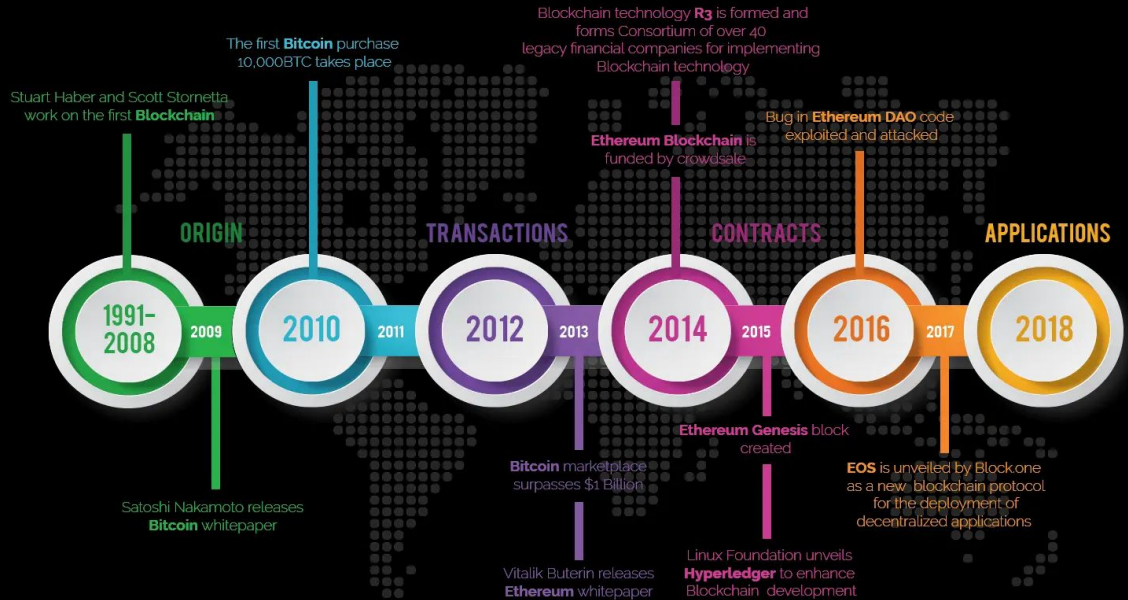 Blockchain technology R3 is formed and
forms Consortium of over 40
legacy financial companies for implementing
Blockchain technology
The first Bitcoin purchase
10,000BTC takes place
Stuart Haber and Scott Stornetta
work on the first Blockchain
Ethereum Blockchain is
funded by crowdsale
Bug in Ethereum DAO code
exploited and attacked
ORIGIN
TRANSACTIONS
CONTRACTS
APPLICATIONS
1991–
2008
2009
2010
2011
2012
2013
2014
2015
2016
2017
2018
Satoshi Nakamoto releases
Bitcoin whitepaper
Bitcoin marketplace
surpasses $1 Billion
Vitalik Buterin releases
Ethereum whitepaper
Ethereum Genesis block
created
Linux Foundation unveils
Hyperledger to enhance
Blockchain development
EOS is unveiled by Block.one
as a new blockchain protocol
for the deployment of
decentralized applications